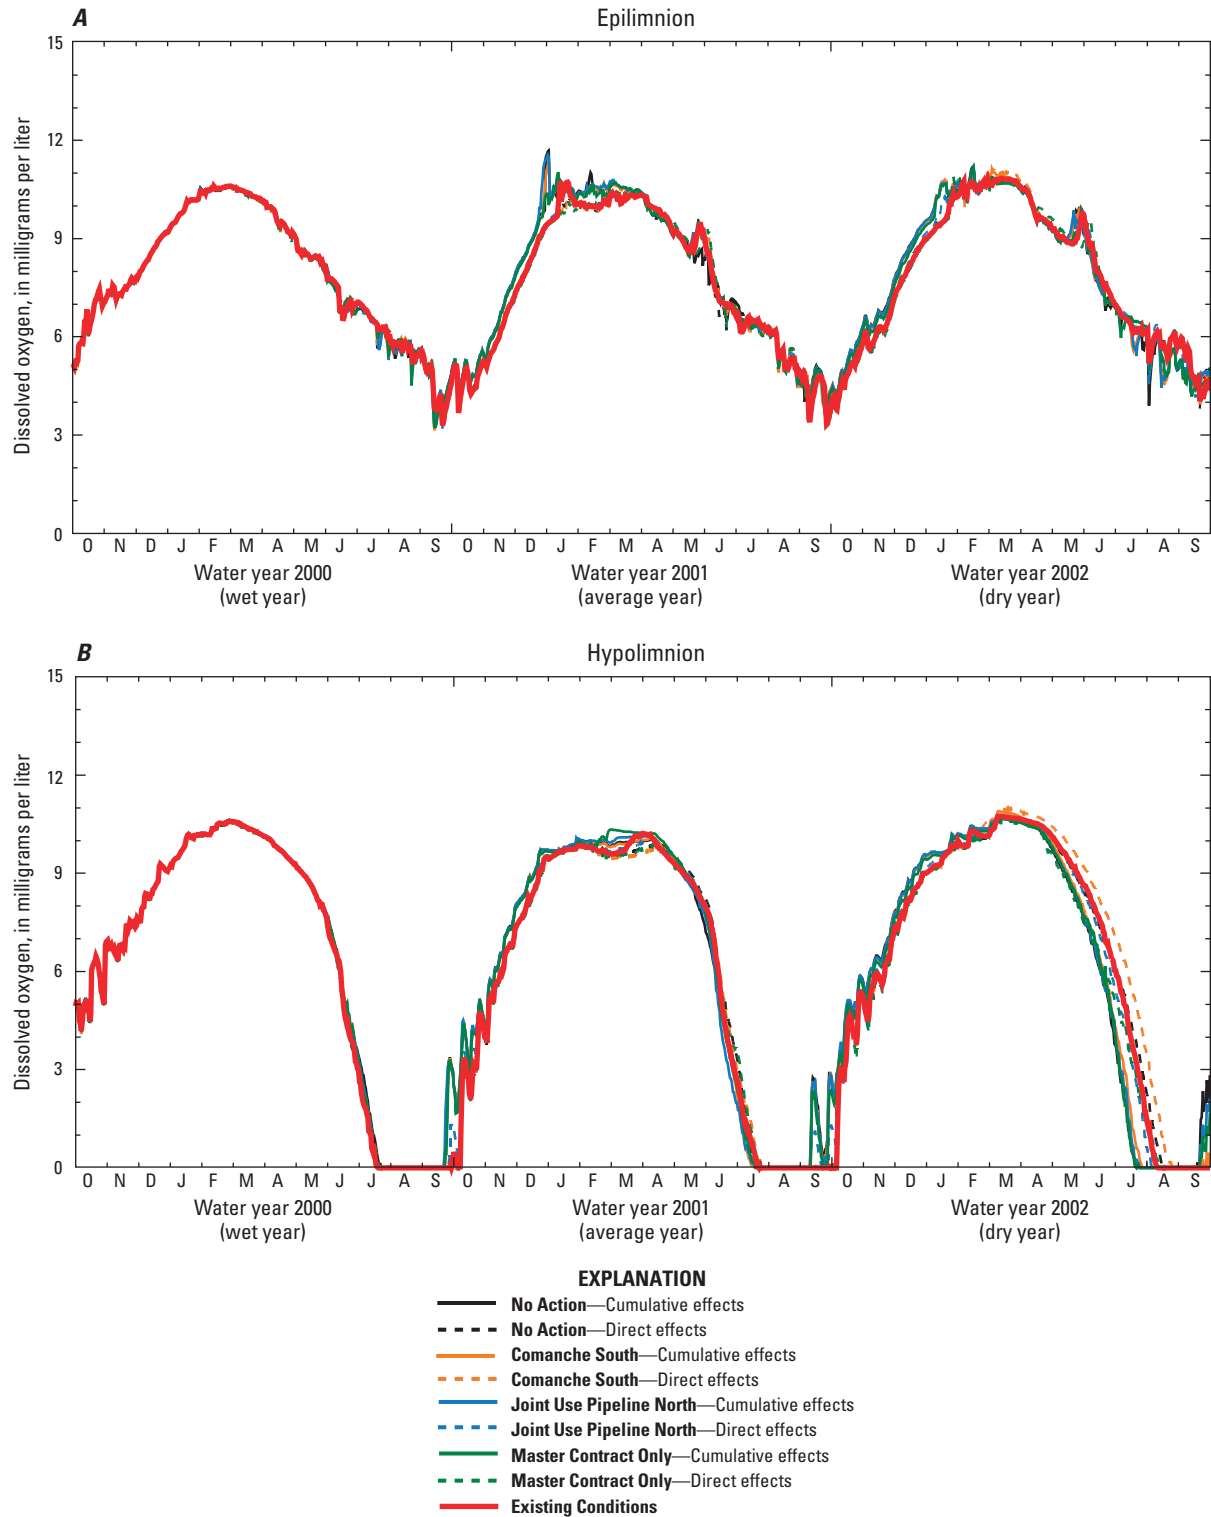 A Epilimnion
15
12
9
6
3
0
Dissolved oxygen, in milligrams per liter
O N D J F M A M J J A S O N D J F M A M J J A S O N D J F M A M J J A S
Water year 2000 Water year 2001 Water year 2002
(wet year) (average year) (dry year)
B Hypolimnion
15
12
9
6
3
0
Dissolved oxygen, in milligrams per liter
O N D J F M A M J J A S O N D J F M A M J J A S O N D J F M A M J J A S
Water year 2000 Water year 2001 Water year 2002
(wet year) (average year) (dry year)
EXPLANATION
No Action—Cumulative effects
No Action—Direct effects
Comanche South—Cumulative effects
Comanche South—Direct effects
Joint Use Pipeline North—Cumulative effects
Joint Use Pipeline North—Direct effects
Master Contract Only—Cumulative effects
Master Contract Only—Direct effects
Existing Conditions